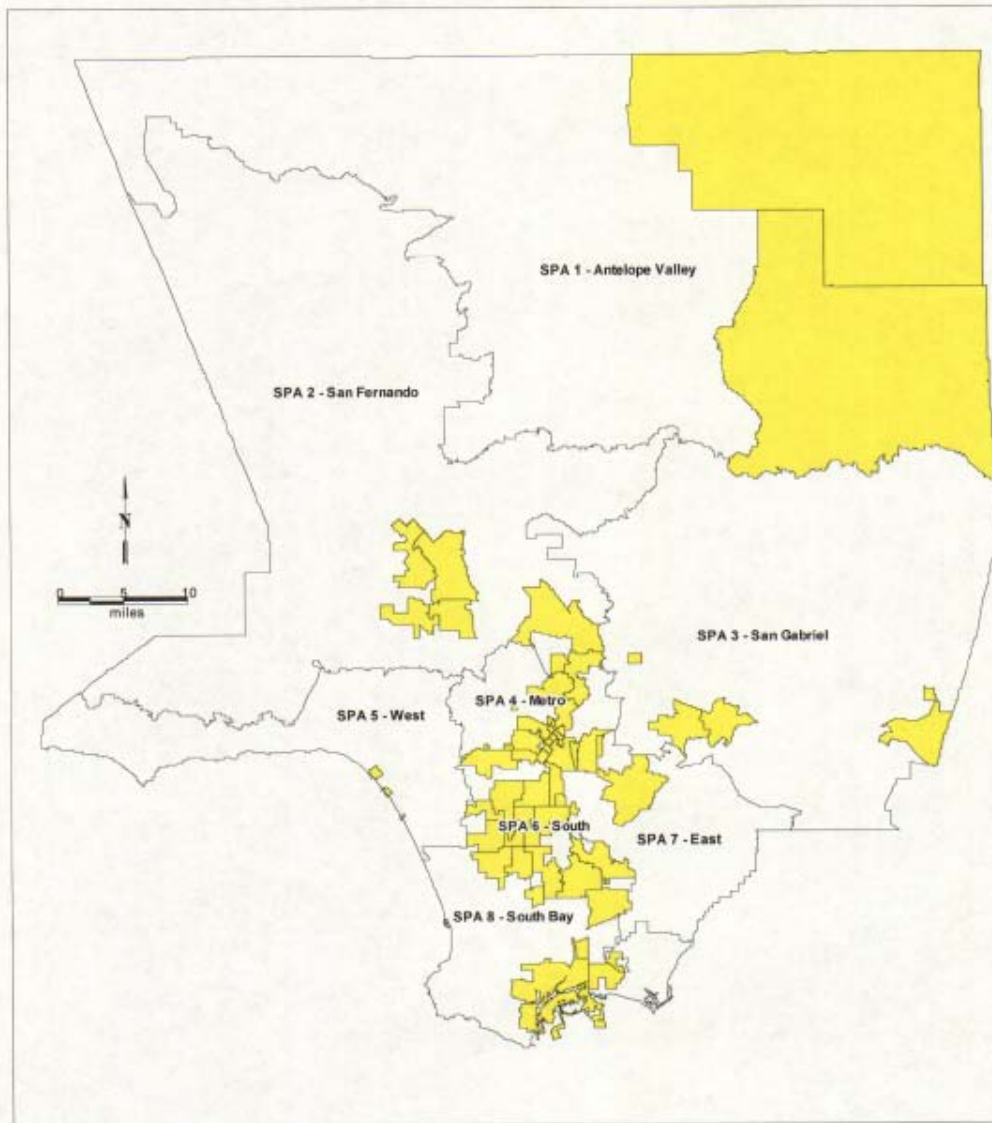 SPA 1 - Antelope Valley
SPA 2 - San Fernando
N
0 5 10
miles
SPA 3 - San Gabriel
SPA 4 - Metro
SPA 5 - West
SPA 6 - South
SPA 7 - East
SPA 8 - South Bay